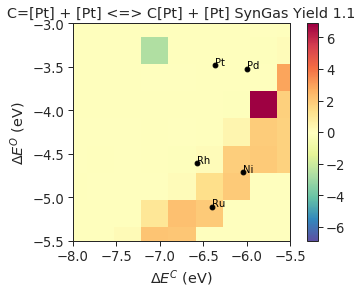 C=[Pt] + [Pt] <=> C[Pt] + [Pt] SynGas Yield 1.1
−3.0
−3.5
−4.0
−4.5
−5.0
−5.5
ΔE^O (eV)
Pt
Pd
Rh
Ni
Ru
−8.0 −7.5 −7.0 −6.5 −6.0 −5.5
ΔE^C (eV)
6
4
2
0
−2
−4
−6